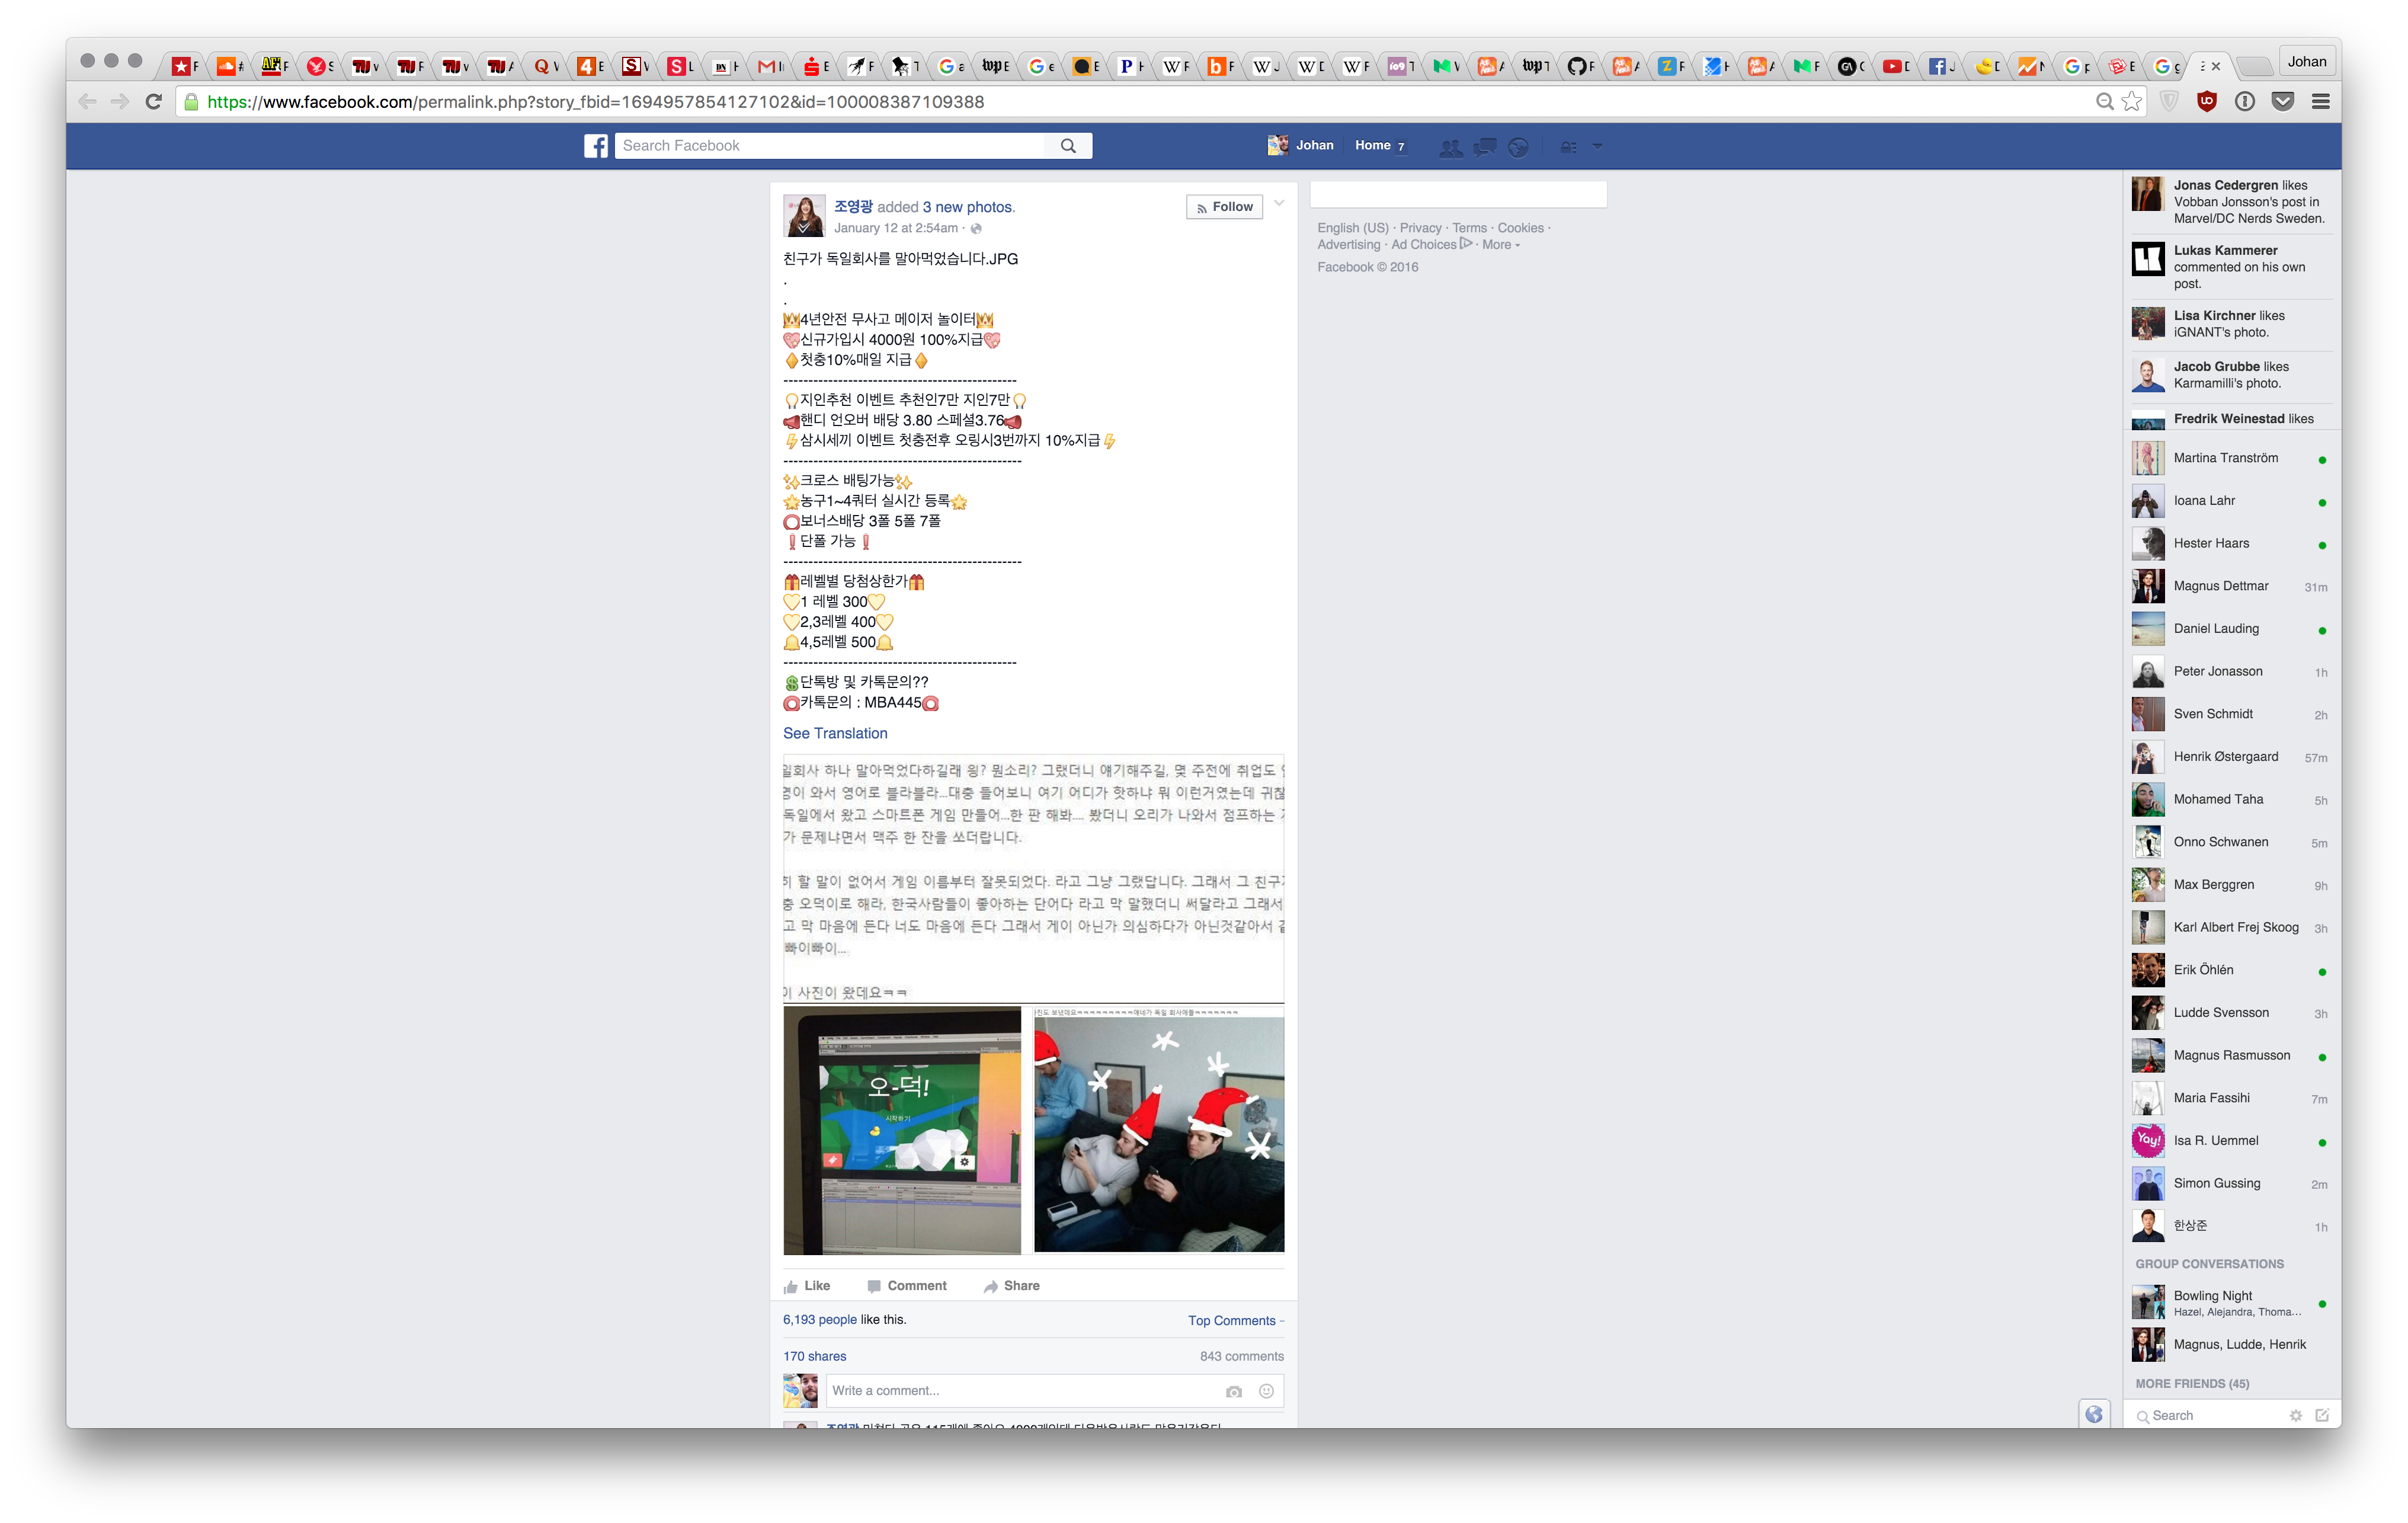 Johan
https://www.facebook.com/permalink.php?story_fbid=1694957854127102&id=100008387109388
Search Facebook
Johan
Home 7
조영광 added 3 new photos.
January 12 at 2:54am ·
Follow
친구가 독일회사를 말아먹었습니다.JPG
.
.
4년안전 무사고 메이저 놀이터
신규가입시 4000원 100%지급
첫충10%매일 지급
-----------------------------------------------
지인추천 이벤트 추천인7만 지인7만
핸디 언오버 배당 3.80 스페셜3.76
삼시세끼 이벤트 첫충전후 오링시3번까지 10%지급
------------------------------------------------
크로스 배팅가능
농구1~4쿼터 실시간 등록
보너스배당 3폴 5폴 7폴
단폴 가능
------------------------------------------------
레벨별 당첨상한가
1 레벨 300
2,3레벨 400
4,5레벨 500
-----------------------------------------------
단톡방 및 카톡문의??
카톡문의 : MBA445
See Translation
일회사 하나 말아먹었다하길래 잉? 뭔소리? 그랬더니 얘기해주길, 몇 주전에 취업도
명이 와서 영어로 블라블라...대충 들어보니 여기 어디가 핫하냐 뭐 이런거였는데 귀찮
독일에서 왔고 스마트폰 게임 만들어...한 판 해봐.... 봤더니 오리가 나와서 점프하는
가 문제냐면서 맥주 한 잔을 쏘더랍니다.
히 할 말이 없어서 게임 이름부터 잘못되었다. 라고 그냥 그랬답니다. 그래서 그 친구
충 오덕이로 해라, 한국사람들이 좋아하는 단어다 라고 막 말했더니 써달라고 그래서
고 막 마음에 든다 너도 마음에 든다 그래서 게이 아닌가 의심하다가 아닌것같아서
빠이빠이...
이 사진이 왔데요ㅋㅋ
오-덕!
시작하기
Like
Comment
Share
6,193 people like this.
Top Comments
170 shares
843 comments
Write a comment...
조영광
English (US) · Privacy · Terms · Cookies ·
Advertising · Ad Choices · More
Facebook © 2016
Jonas Cedergren likes
Vobban Jonsson's post in
Marvel/DC Nerds Sweden.
Lukas Kammerer
commented on his own
post.
Lisa Kirchner likes
iGNANT's photo.
Jacob Grubbe likes
Karmamilli's photo.
Fredrik Weinestad likes
Martina Tranström
Ioana Lahr
Hester Haars
Magnus Dettmar 31m
Daniel Lauding
Peter Jonasson 1h
Sven Schmidt 2h
Henrik Østergaard 57m
Mohamed Taha 5h
Onno Schwanen 5m
Max Berggren 9h
Karl Albert Frej Skoog 3h
Erik Öhlén
Ludde Svensson 3h
Magnus Rasmusson
Maria Fassihi 7m
Yay!
Isa R. Uemmel
Simon Gussing 2m
한상준 1h
GROUP CONVERSATIONS
Bowling Night
Hazel, Alejandra, Thoma...
Magnus, Ludde, Henrik
MORE FRIENDS (45)
Search